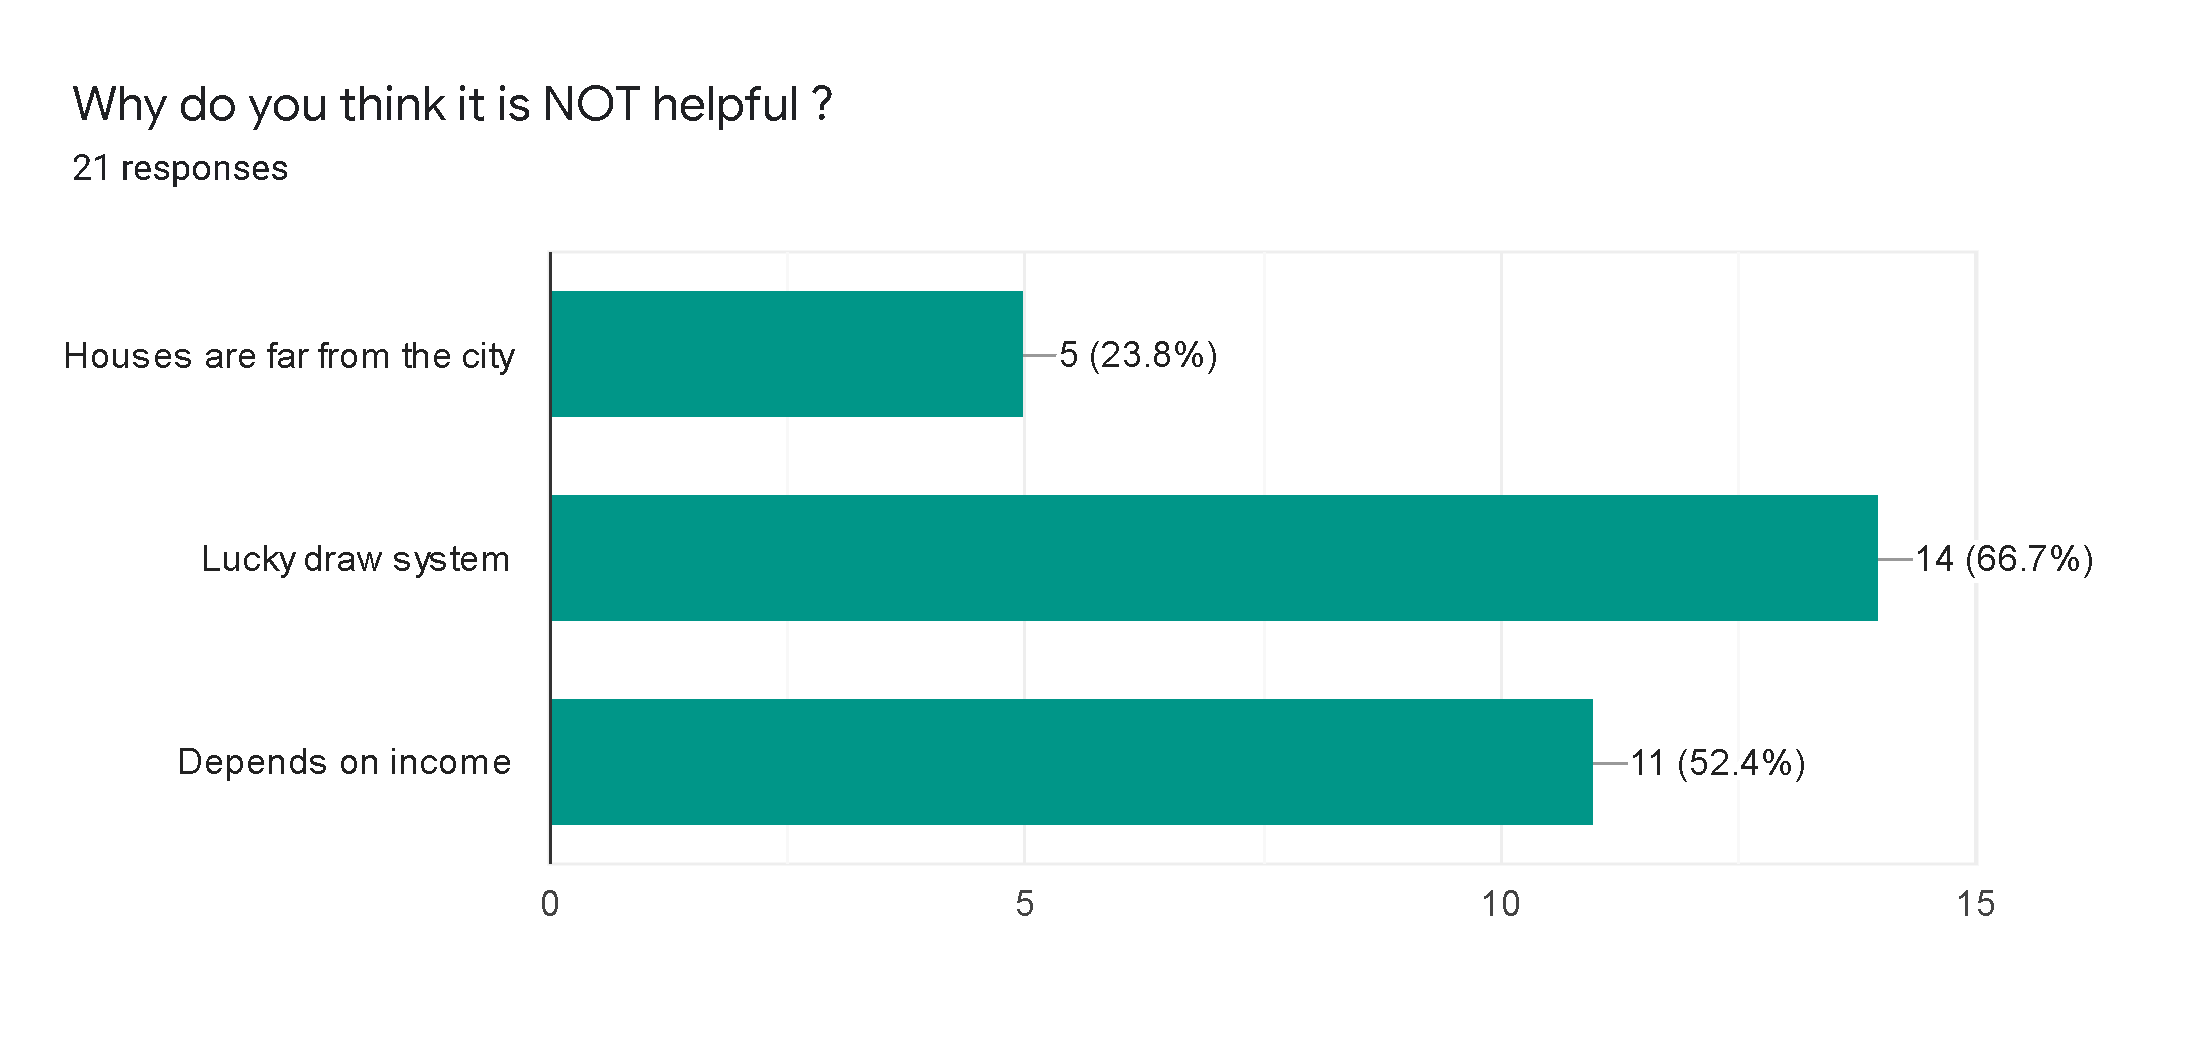 Why do you think it is NOT helpful ?
21 responses
Houses are far from the city
5 (23.8%)
Lucky draw system
14 (66.7%)
Depends on income
11 (52.4%)
0 5 10 15